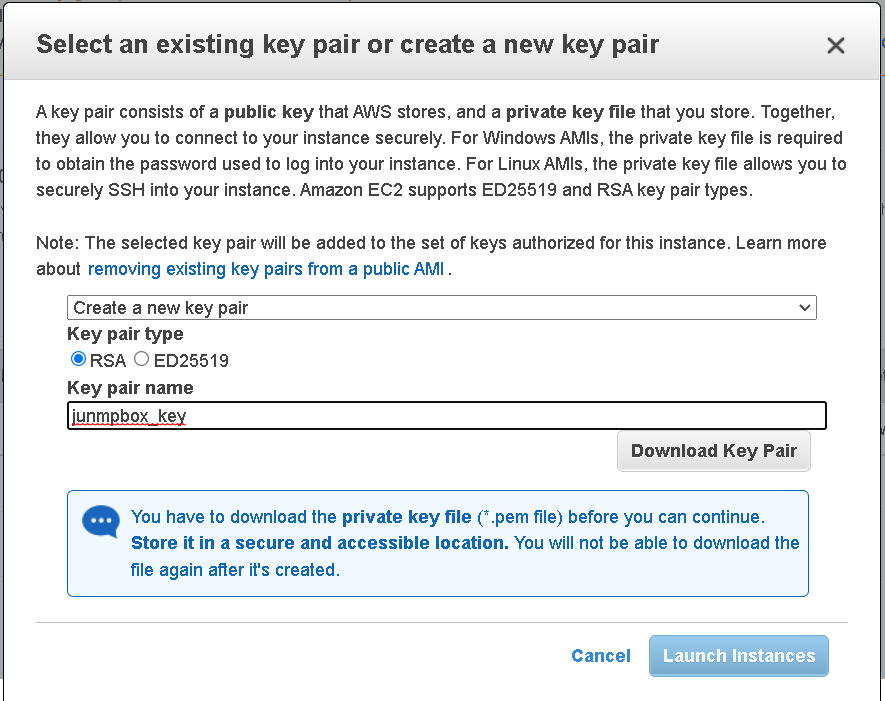 Select an existing key pair or create a new key pair
A key pair consists of a public key that AWS stores, and a private key file that you store. Together,
they allow you to connect to your instance securely. For Windows AMIs, the private key file is required
to obtain the password used to log into your instance. For Linux AMIs, the private key file allows you to
securely SSH into your instance. Amazon EC2 supports ED25519 and RSA key pair types.
Note: The selected key pair will be added to the set of keys authorized for this instance. Learn more
about removing existing key pairs from a public AMI .
Create a new key pair
Key pair type
RSA ED25519
Key pair name
junmpbox_key
Download Key Pair
You have to download the private key file (*.pem file) before you can continue.
Store it in a secure and accessible location. You will not be able to download the
file again after it's created.
Cancel Launch Instances